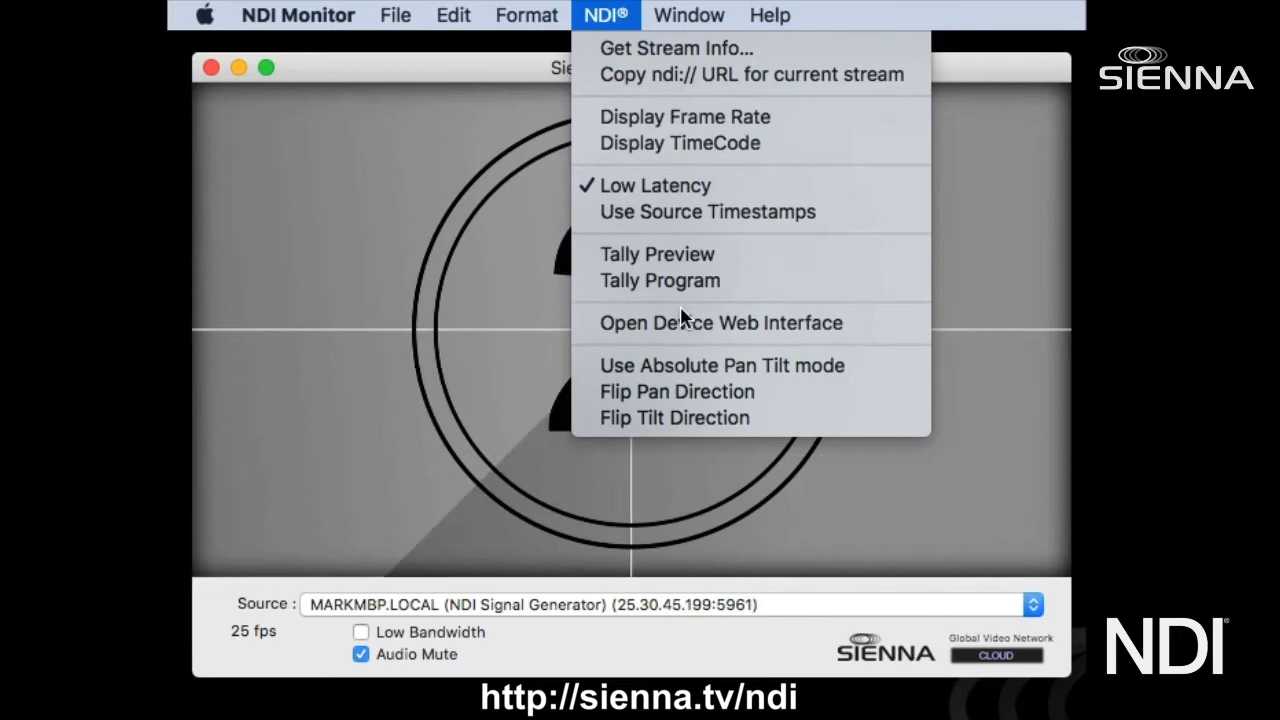 NDI Monitor File Edit Format NDI® Window Help
SIENNA
Sie
Get Stream Info...
Copy ndi:// URL for current stream
Display Frame Rate
Display TimeCode
✓ Low Latency
Use Source Timestamps
Tally Preview
Tally Program
Open Device Web Interface
Use Absolute Pan Tilt mode
Flip Pan Direction
Flip Tilt Direction
Source : MARKMBP.LOCAL (NDI Signal Generator) (25.30.45.199:5961)
25 fps
Low Bandwidth
Audio Mute
SIENNA
Global Video Network
CLOUD
NDI®
http://sienna.tv/ndi